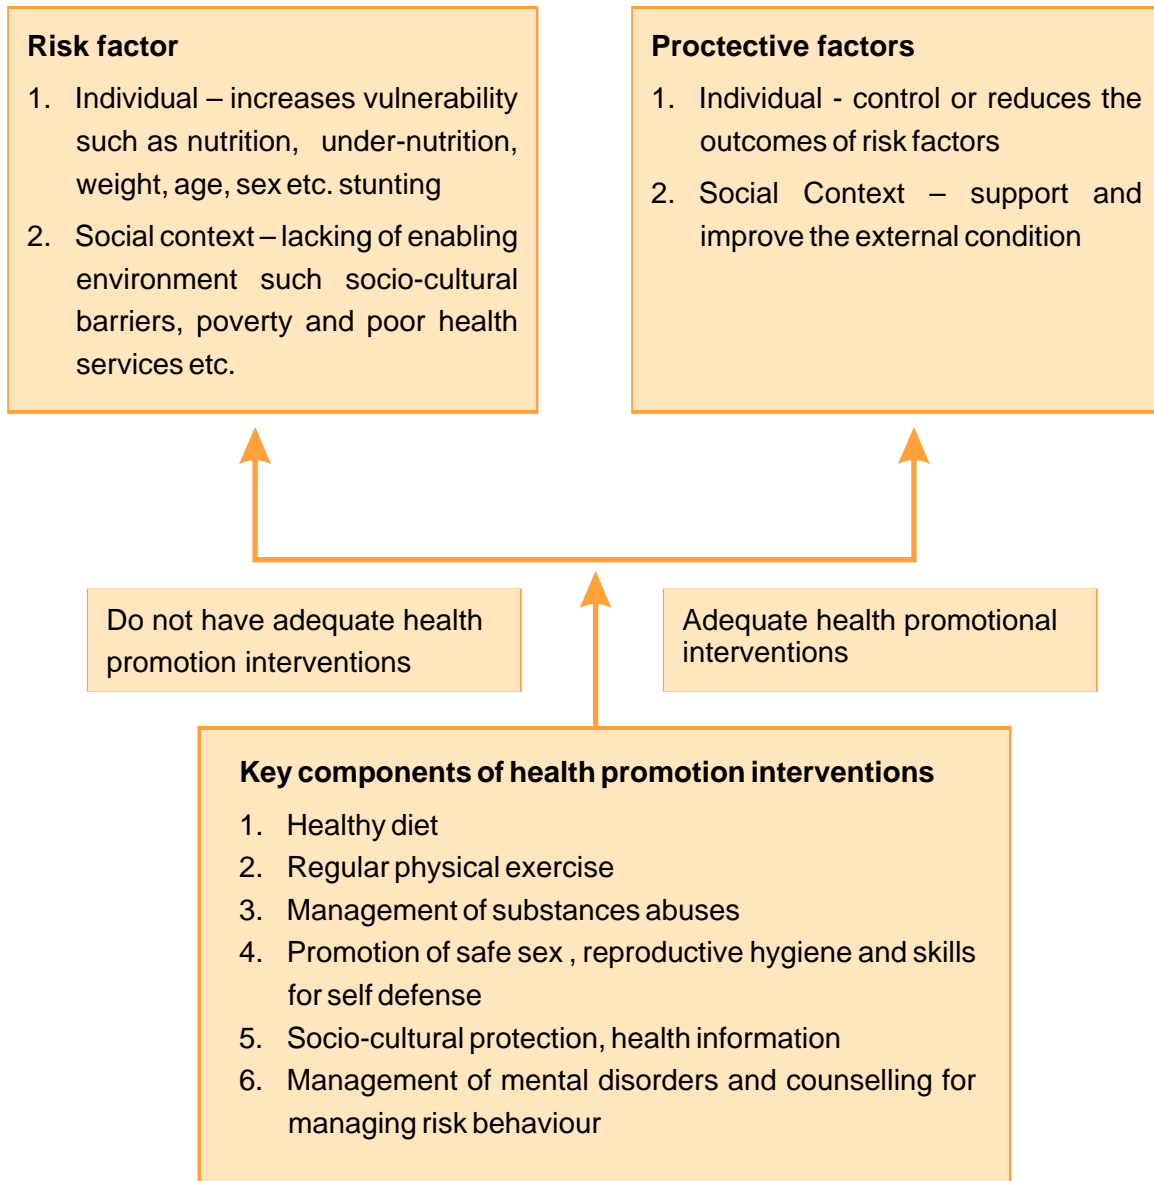 Risk factor
1. Individual – increases vulnerability
such as nutrition, under-nutrition,
weight, age, sex etc. stunting
2. Social context – lacking of enabling
environment such socio-cultural
barriers, poverty and poor health
services etc.
Proctective factors
1. Individual - control or reduces the
outcomes of risk factors
2. Social Context – support and
improve the external condition
Do not have adequate health
promotion interventions
Adequate health promotional
interventions
Key components of health promotion interventions
1. Healthy diet
2. Regular physical exercise
3. Management of substances abuses
4. Promotion of safe sex , reproductive hygiene and skills
for self defense
5. Socio-cultural protection, health information
6. Management of mental disorders and counselling for
managing risk behaviour